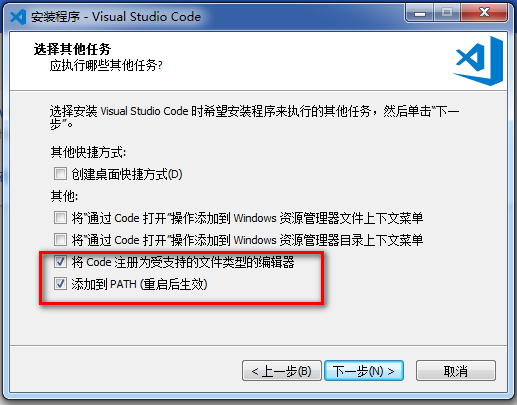 安装程序 - Visual Studio Code
选择其他任务
应执行哪些其他任务?
选择安装 Visual Studio Code 时希望安装程序来执行的其他任务，然后单击“下一
步”。
其他快捷方式:
创建桌面快捷方式(D)
其他:
将“通过 Code 打开”操作添加到 Windows 资源管理器文件上下文菜单
将“通过 Code 打开”操作添加到 Windows 资源管理器目录上下文菜单
将 Code 注册为受支持的文件类型的编辑器
添加到 PATH (重启后生效)
< 上一步(B)
下一步(N) >
取消